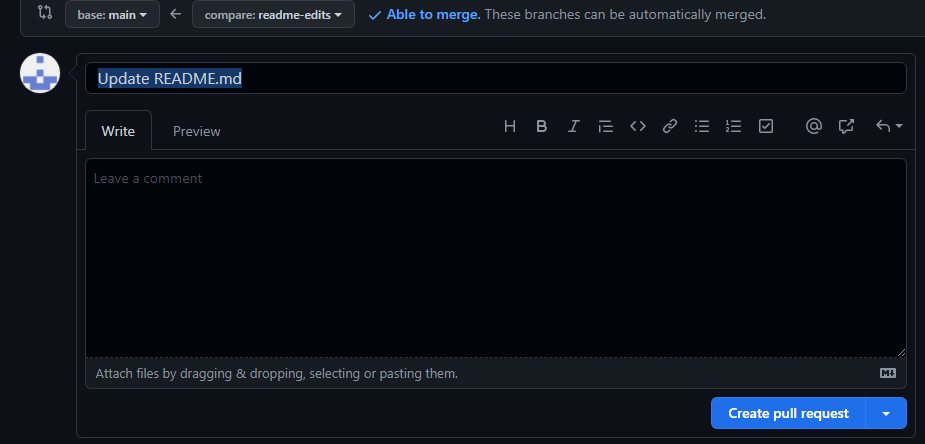 base: main compare: readme-edits Able to merge. These branches can be automatically merged.
Update README.md
Write Preview H B I
Leave a comment
Attach files by dragging & dropping, selecting or pasting them.
Create pull request